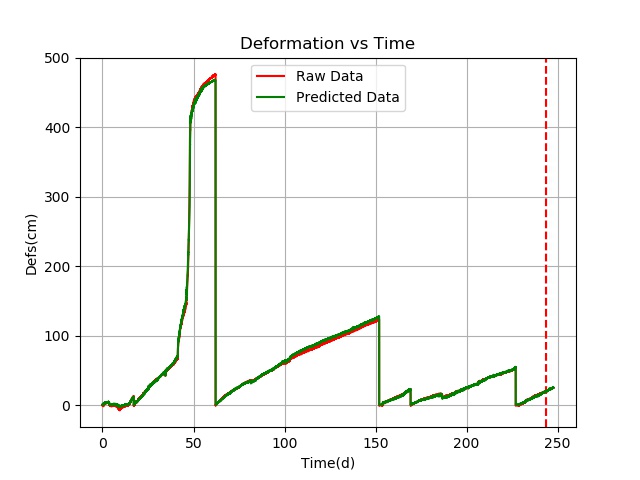 Deformation vs Time
Raw Data
Predicted Data
Defs(cm)
500
400
300
200
100
0
0 50 100 150 200 250
Time(d)